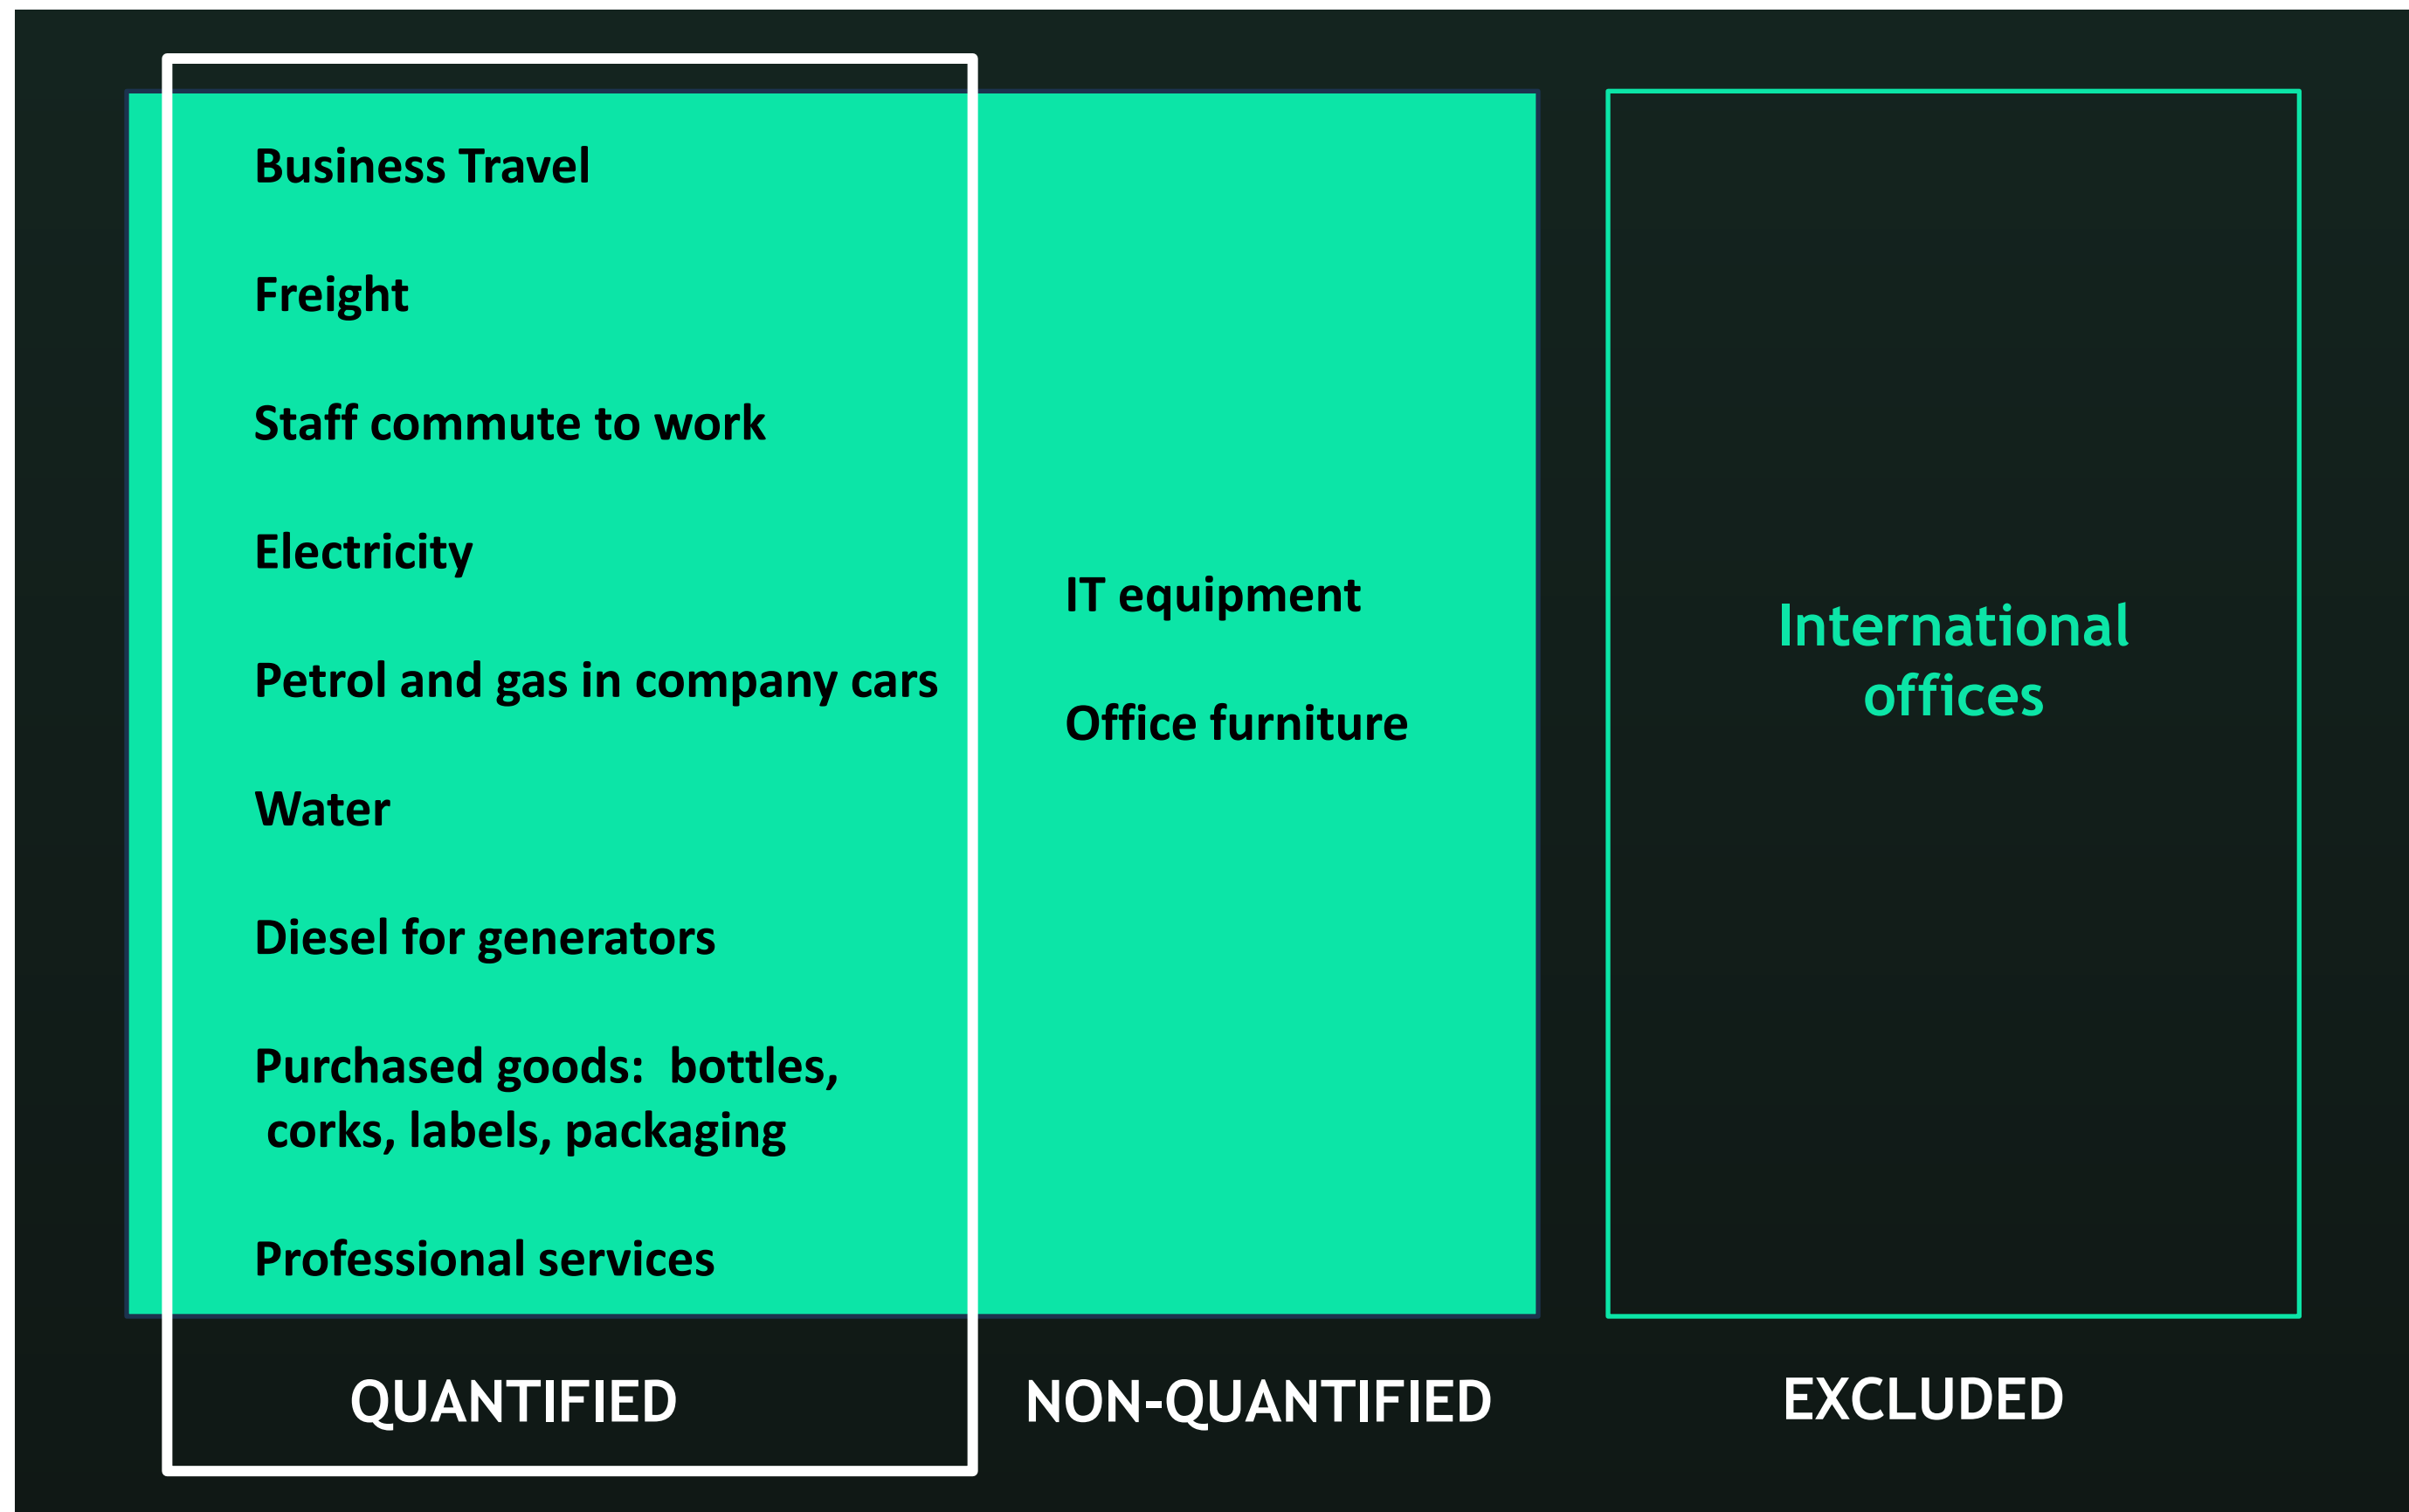 Business Travel
Freight
Staff commute to work
Electricity
Petrol and gas in company cars
Water
Diesel for generators
Purchased goods:  bottles,
corks, labels, packaging
Professional services
QUANTIFIED
IT equipment
Office furniture
NON-QUANTIFIED
International
offices
EXCLUDED